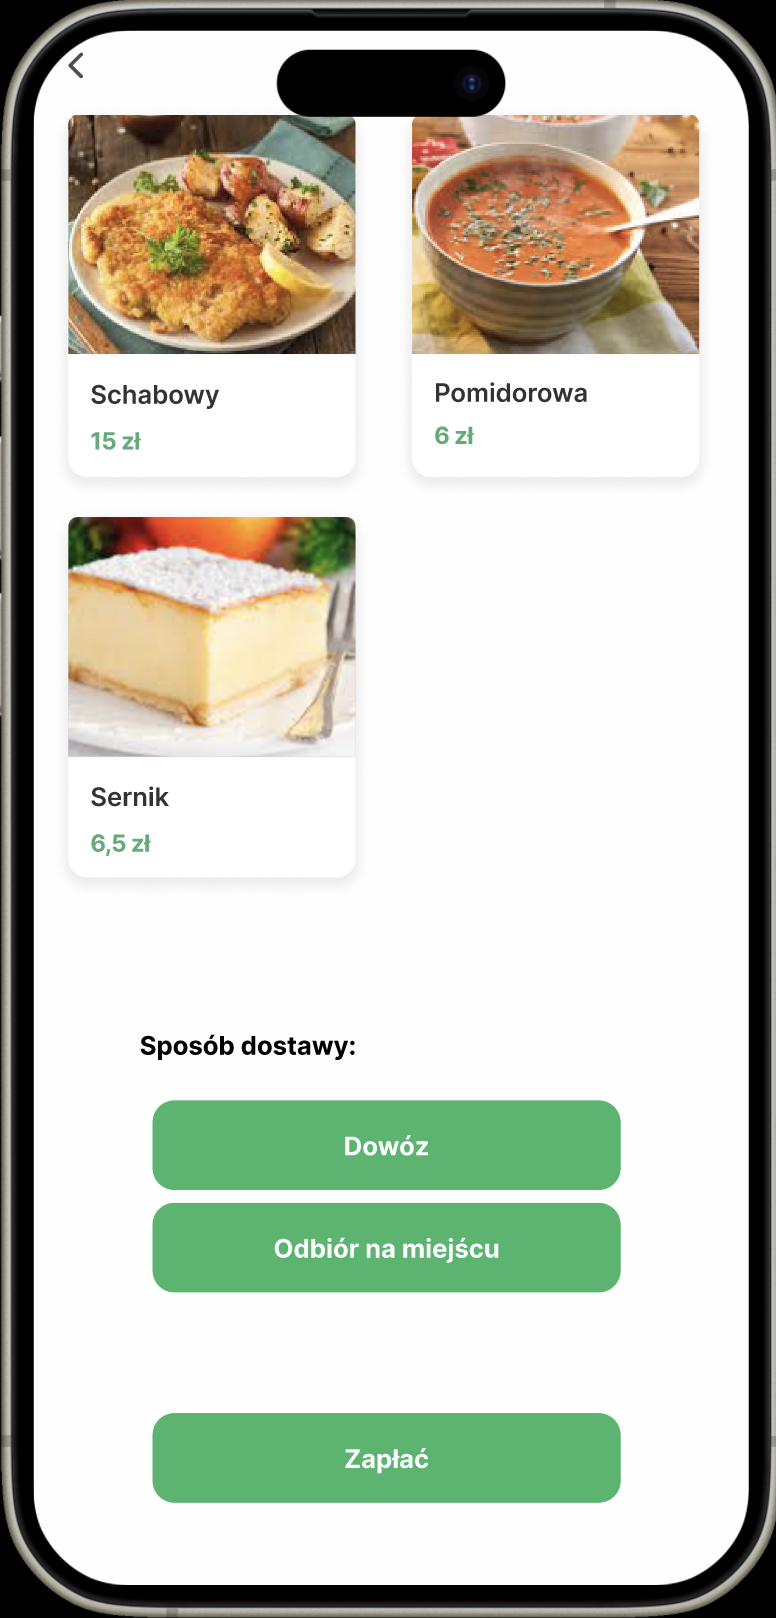 Schabowy
15 zł
Pomidorowa
6 zł
Sernik
6,5 zł
Sposób dostawy:
Dowóz
Odbiór na miejścu
Zapłać